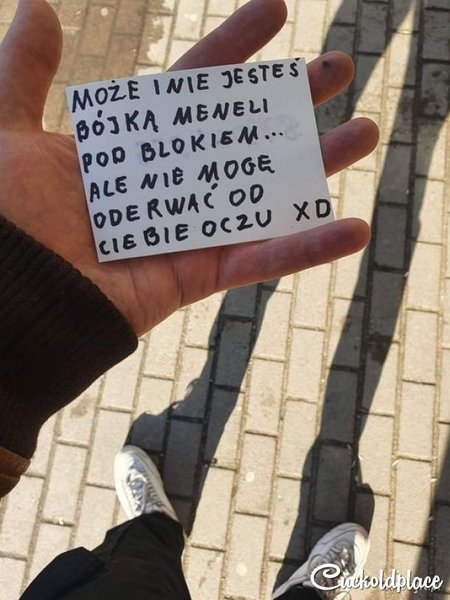 MOŻE I NIE JESTEŚ
BÓJKĄ MENELI
POD BLOKIEM...
ALE NIE MOGĘ
ODERWAĆ OD
CIEBIE OCZU XD
Cuckoldplace